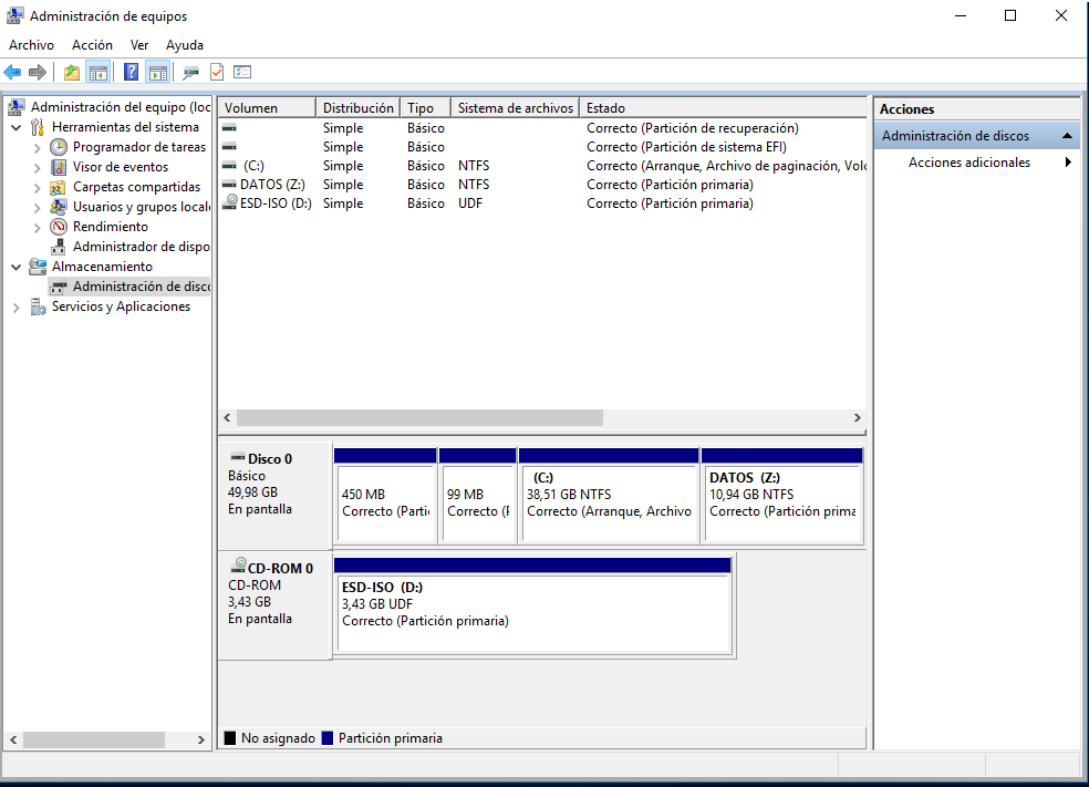 Administración de equipos
Archivo Acción Ver Ayuda
Administración del equipo (loc
Herramientas del sistema
Programador de tareas
Visor de eventos
Carpetas compartidas
Usuarios y grupos local
Rendimiento
Administrador de dispo
Almacenamiento
Administración de disco
Servicios y Aplicaciones
Volumen Distribución Tipo Sistema de archivos Estado
Simple Básico Correcto (Partición de recuperación)
Simple Básico Correcto (Partición de sistema EFI)
(C:) Simple Básico NTFS Correcto (Arranque, Archivo de paginación, Volc
DATOS (Z:) Simple Básico NTFS Correcto (Partición primaria)
ESD-ISO (D:) Simple Básico UDF Correcto (Partición primaria)
Disco 0
Básico
49,98 GB
En pantalla
450 MB
Correcto (Parti
99 MB
Correcto (F
(C:)
38,51 GB NTFS
Correcto (Arranque, Archivo
DATOS (Z:)
10,94 GB NTFS
Correcto (Partición prima
CD-ROM 0
CD-ROM
3,43 GB
En pantalla
ESD-ISO (D:)
3,43 GB UDF
Correcto (Partición primaria)
No asignado Partición primaria
Acciones
Administración de discos
Acciones adicionales